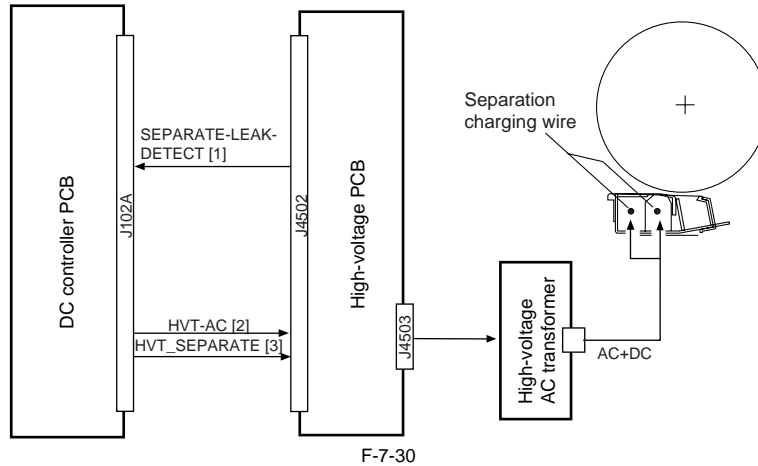 DC controller PCB
J102A
SEPARATE-LEAK-
DETECT [1]
HVT-AC [2]
HVT_SEPARATE [3]
J4502
High-voltage PCB
J4503
High-voltage
AC transformer
AC+DC
Separation
charging wire
F-7-30